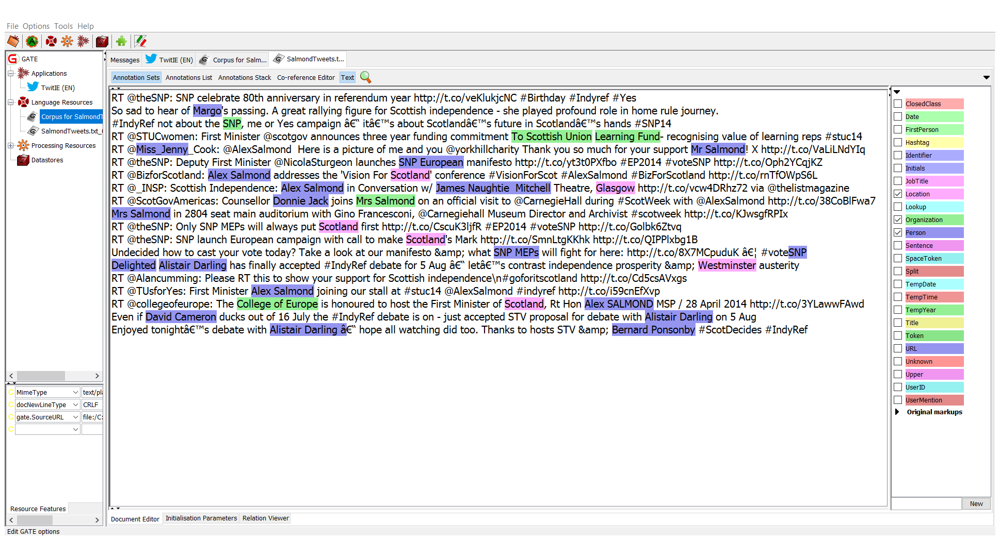 File Options Tools Help
GATE
Applications
TwitIE (EN)
Language Resources
Corpus for SalmondT
SalmondTweets.txt_
Processing Resources
Datastores
MimeType text/pla
docNewLineType CRLF
gate.SourceURL file:/C:
Resource Features
Messages TwitIE (EN) Corpus for Salm... SalmondTweets.t...
Annotation Sets Annotations List Annotations Stack Co-reference Editor Text
RT @theSNP: SNP celebrate 80th anniversary in referendum year http://t.co/veKlukjcNC #Birthday #Indyref #Yes
So sad to hear of Margo's passing. A great rallying figure for Scottish independence - she played profound role in home rule journey.
#IndyRef not about the SNP, me or Yes campaign â€“ itâ€™s about Scotlandâ€™s future in Scotlandâ€™s hands #SNP14
RT @STUCwomen: First Minister @scotgov announces three year funding commitment To Scottish Union Learning Fund- recognising value of learning reps #stuc14
RT @Miss_Jenny_Cook: @AlexSalmond  Here is a picture of me and you @yorkhillcharity Thank you so much for your support Mr Salmond! X http://t.co/VaLiLNdYIq
RT @theSNP: Deputy First Minister @NicolaSturgeon launches SNP European manifesto http://t.co/yt3t0PXfbo #EP2014 #voteSNP http://t.co/Oph2YCqjKZ
RT @BizforScotland: Alex Salmond addresses the 'Vision For Scotland' conference #VisionForScot #AlexSalmond #BizForScotland http://t.co/rnTfOWpS6L
RT @_INSP: Scottish Independence: Alex Salmond in Conversation w/ James Naughtie  Mitchell Theatre, Glasgow http://t.co/vcw4DRhz72 via @thelistmagazine
RT @ScotGovAmericas: Counsellor Donnie Jack joins Mrs Salmond on an official visit to @CarnegieHall during #ScotWeek with @AlexSalmond http://t.co/38CoBlFwa7
Mrs Salmond in 2804 seat main auditorium with Gino Francesconi, @Carnegiehall Museum Director and Archivist #scotweek http://t.co/KJwsgfRPIx
RT @theSNP: Only SNP MEPs will always put Scotland first http://t.co/CscuK3ljfR #EP2014 #voteSNP http://t.co/Golbk6Ztvq
RT @theSNP: SNP launch European campaign with call to make Scotland's Mark http://t.co/SmnLtgKKhk http://t.co/QIPPlxbg1B
Undecided how to cast your vote today? Take a look at our manifesto &amp; what SNP MEPs will fight for here: http://t.co/8X7MCpuduK â€¦ #voteSNP
Delighted Alistair Darling has finally accepted #IndyRef debate for 5 Aug â€“ letâ€™s contrast independence prosperity &amp; Westminster austerity
RT @Alancumming: Please RT this to show your support for Scottish independence\n#goforitscotland http://t.co/Cd5csAVxgs
RT @TUsforYes: First Minister Alex Salmond joining our stall at #stuc14 @AlexSalmond #indyref http://t.co/i59cnEfXvp
RT @collegeofeurope: The College of Europe is honoured to host the First Minister of Scotland, Rt Hon Alex SALMOND MSP / 28 April 2014 http://t.co/3YLawwFAwd
Even if David Cameron ducks out of 16 July the #IndyRef debate is on - just accepted STV proposal for debate with Alistair Darling on 5 Aug
Enjoyed tonightâ€™s debate with Alistair Darling â€“ hope all watching did too. Thanks to hosts STV &amp; Bernard Ponsonby #ScotDecides #IndyRef
ClosedClass
Date
FirstPerson
Hashtag
Identifier
Initials
JobTitle
Location
Lookup
Organization
Person
Sentence
SpaceToken
Split
TempDate
TempTime
TempYear
Title
Token
URL
Unknown
Upper
UserID
UserMention
Original markups
New
Document Editor Initialisation Parameters Relation Viewer
Edit GATE options